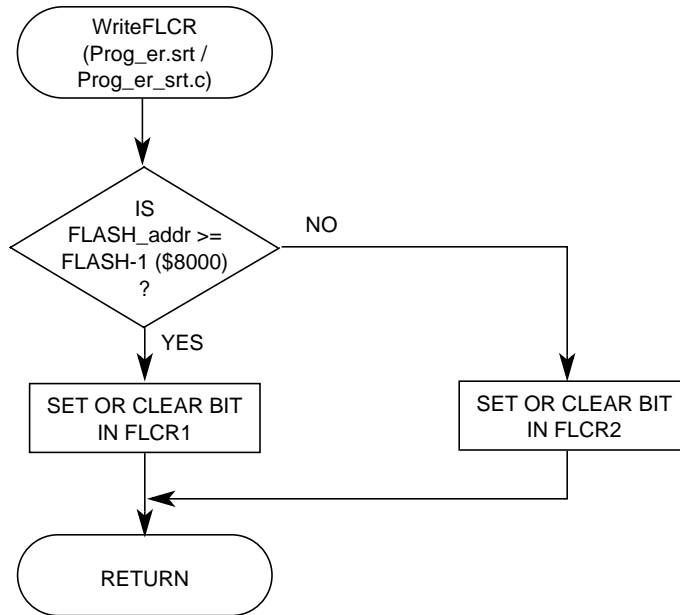 WriteFLCR
(Prog_er.srt /
Prog_er_srt.c)
IS
FLASH_addr >=
FLASH-1 ($8000)
?
NO
YES
SET OR CLEAR BIT
IN FLCR1
SET OR CLEAR BIT
IN FLCR2
RETURN